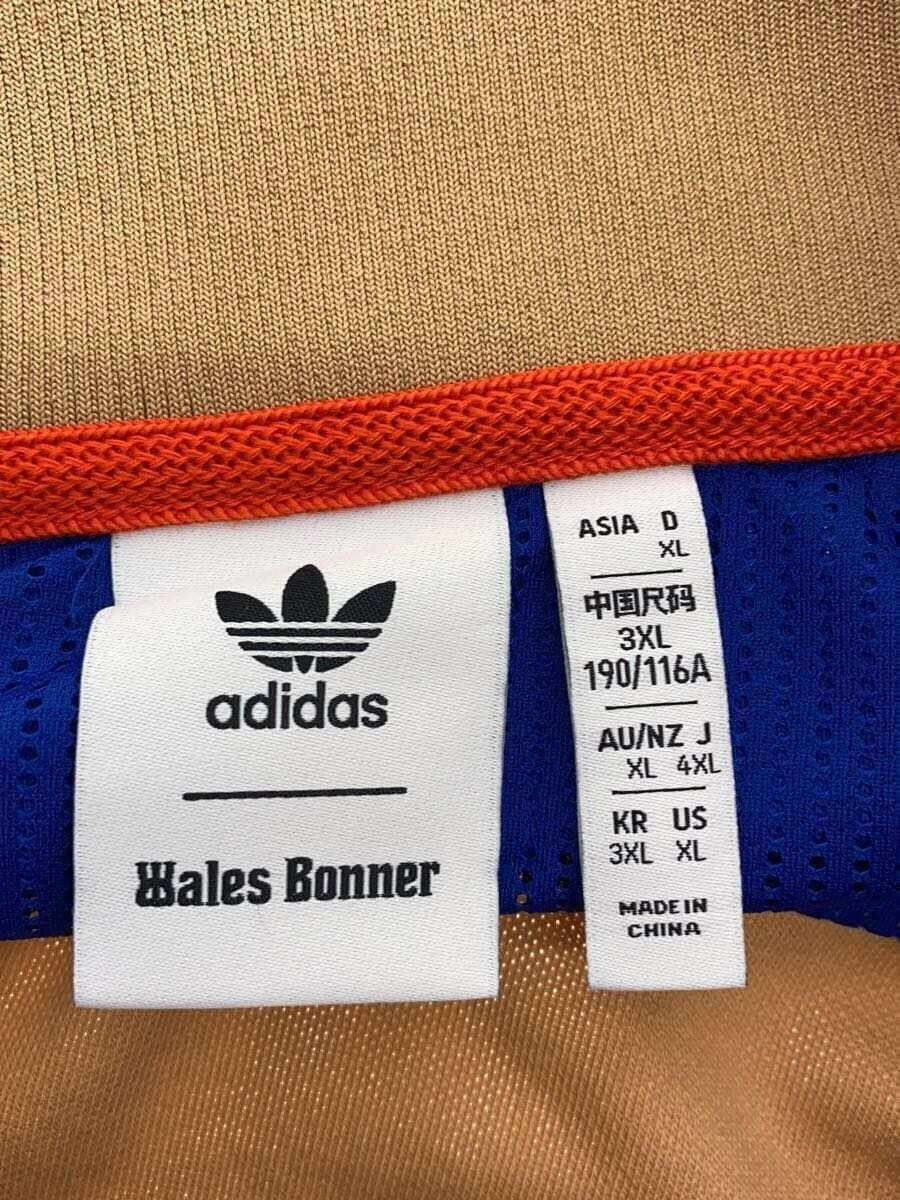 adidas
Wales Bonner
ASIA D
XL
中国尺码
3XL
190/116A
AU/NZ J
XL 4XL
KR US
3XL XL
MADE IN
CHINA